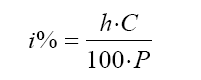 i% = h·C / 100·P